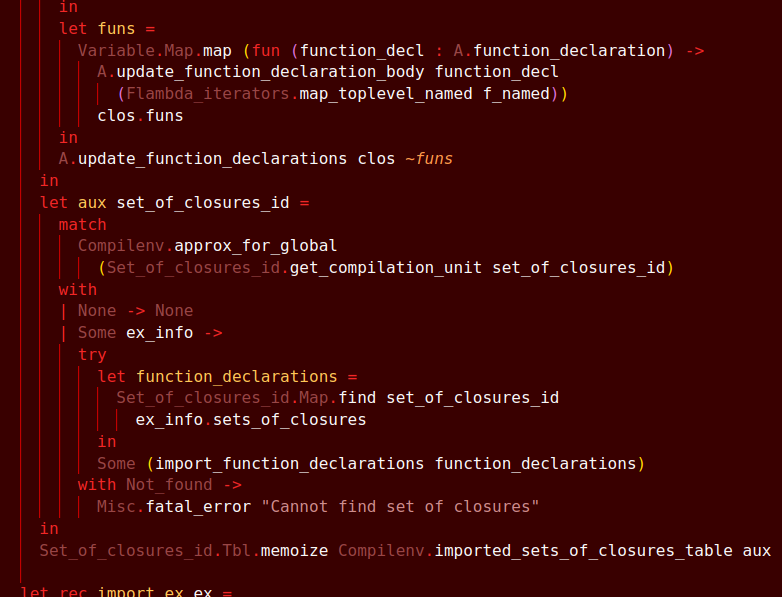 in
let funs =
Variable.Map.map (fun (function_decl : A.function_declaration) ->
A.update_function_declaration_body function_decl
(Flambda_iterators.map_toplevel_named f_named))
clos.funs
in
A.update_function_declarations clos ~funs
in
let aux set_of_closures_id =
match
Compilenv.approx_for_global
(Set_of_closures_id.get_compilation_unit set_of_closures_id)
with
| None -> None
| Some ex_info ->
try
let function_declarations =
Set_of_closures_id.Map.find set_of_closures_id
ex_info.sets_of_closures
in
Some (import_function_declarations function_declarations)
with Not_found ->
Misc.fatal_error "Cannot find set of closures"
in
Set_of_closures_id.Tbl.memoize Compilenv.imported_sets_of_closures_table aux
let rec import_ex ex =